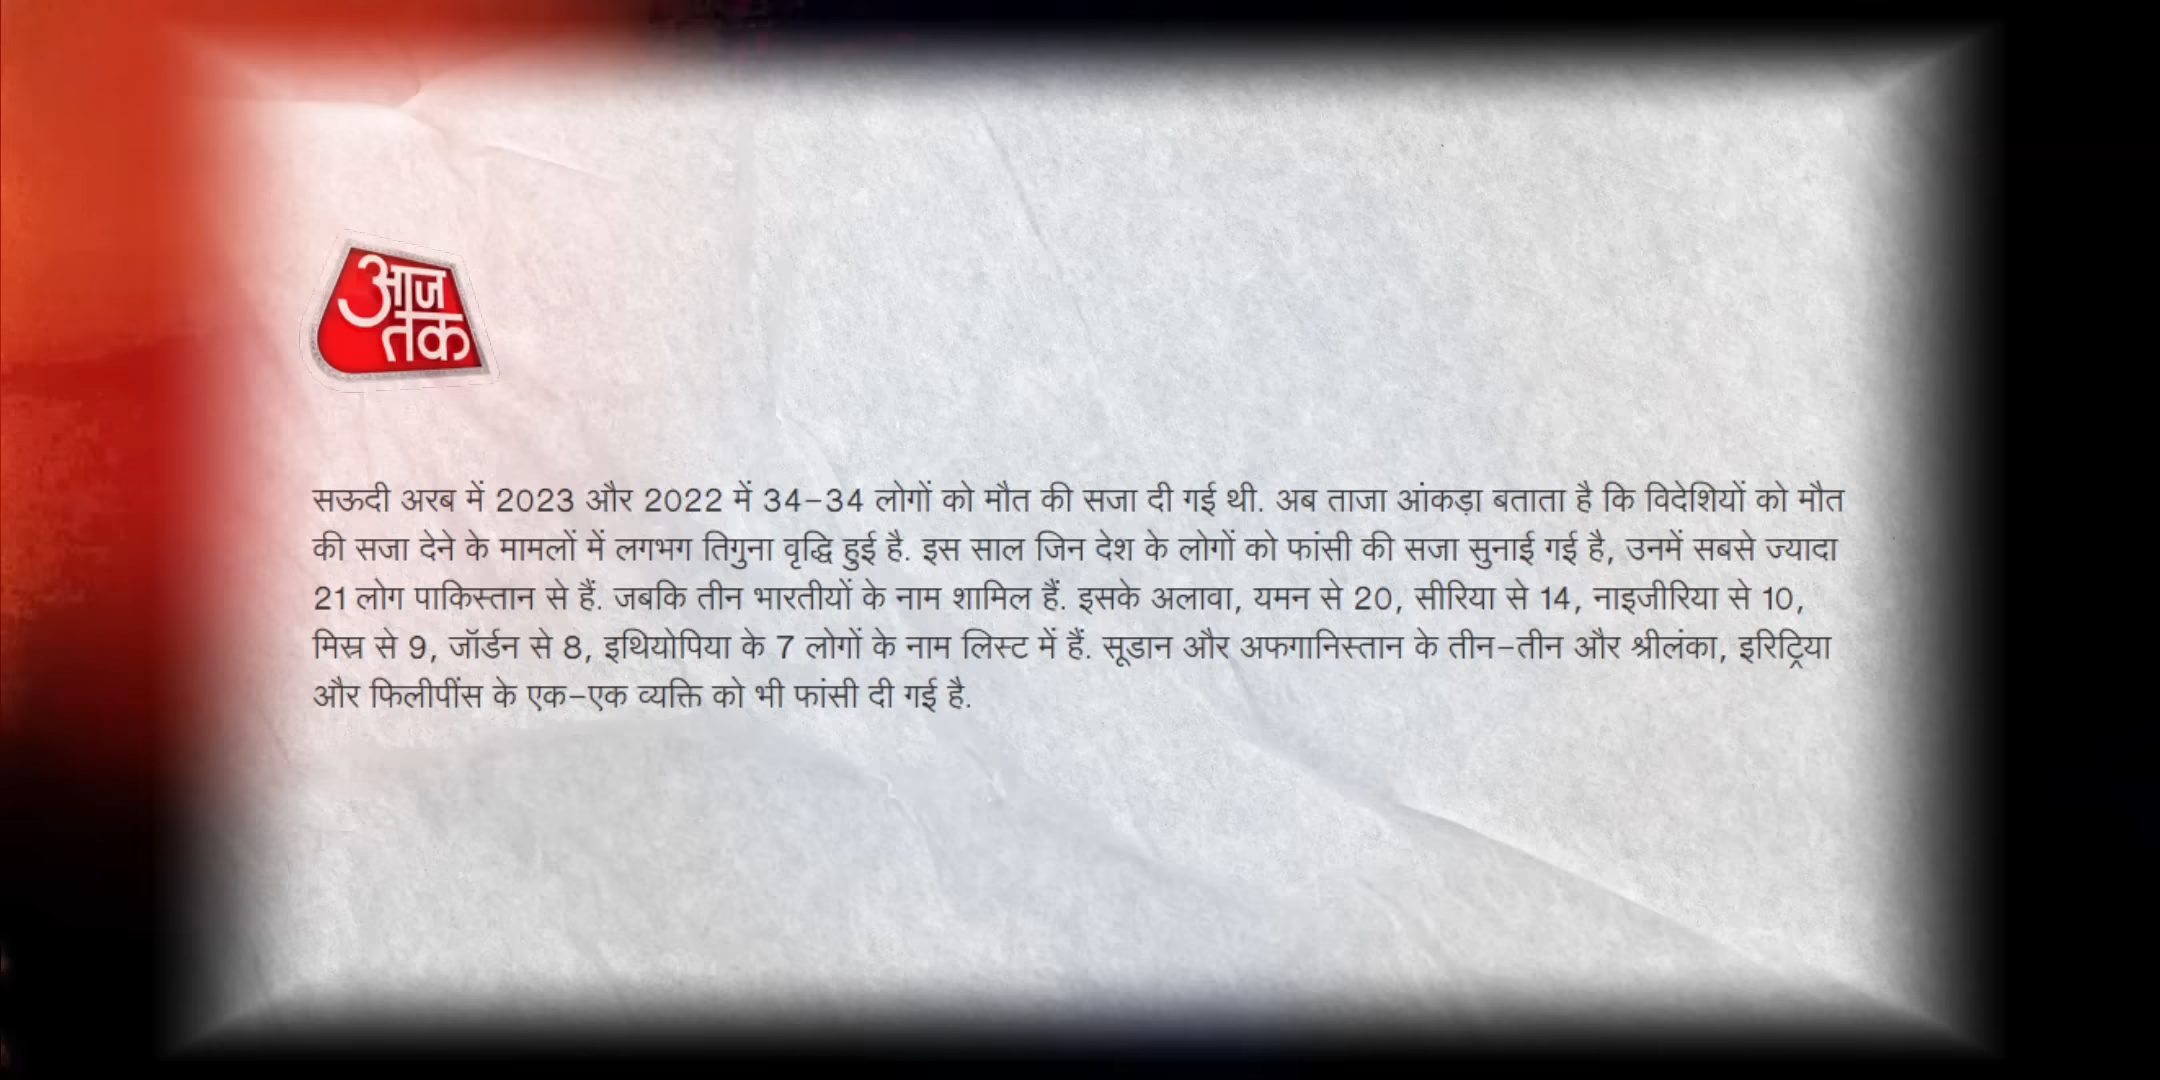 आज
तक
सऊदी अरब में 2023 और 2022 में 34-34 लोगों को मौत की सजा दी गई थी. अब ताजा आंकड़ा बताता है कि विदेशियों को मौत
की सजा देने के मामलों में लगभग तिगुना वृद्धि हुई है. इस साल जिन देश के लोगों को फांसी की सजा सुनाई गई है, उनमें सबसे ज्यादा
21 लोग पाकिस्तान से हैं. जबकि तीन भारतीयों के नाम शामिल हैं. इसके अलावा, यमन से 20, सीरिया से 14, नाइजीरिया से 10,
मिस्र से 9, जॉर्डन से 8, इथियोपिया के 7 लोगों के नाम लिस्ट में हैं. सूडान और अफगानिस्तान के तीन-तीन और श्रीलंका, इरिट्रिया
और फिलीपींस के एक-एक व्यक्ति को भी फांसी दी गई है.